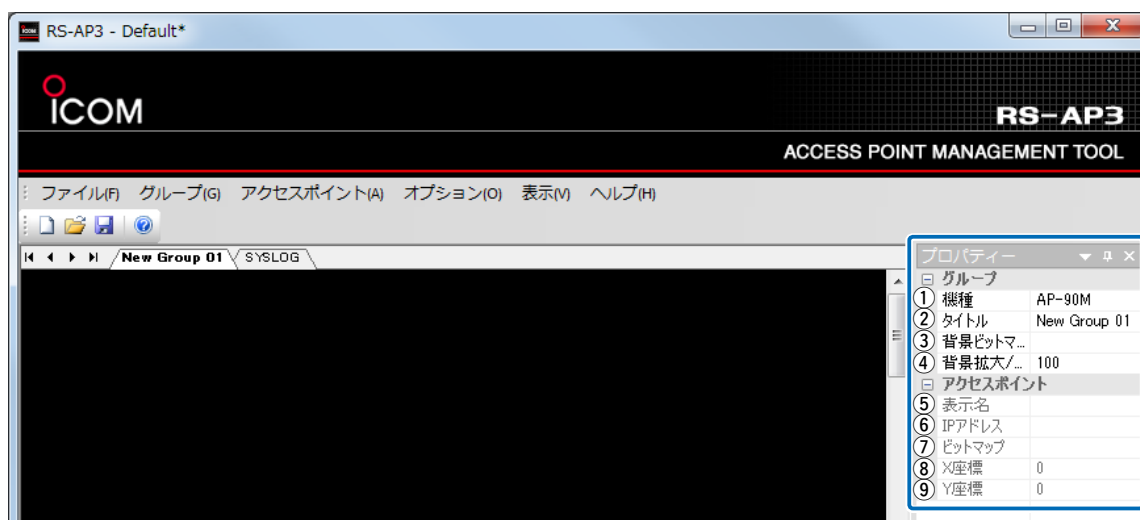 RS-AP3 - Default*
ICOM
RS-AP3
ACCESS POINT MANAGEMENT TOOL
ファイル(F) グループ(G) アクセスポイント(A) オプション(O) 表示(V) ヘルプ(H)
New Group 01 SYSLOG
プロパティー
グループ
① 機種 AP-90M
② タイトル New Group 01
③ 背景ビットマ...
④ 背景拡大/... 100
アクセスポイント
⑤ 表示名
⑥ IPアドレス
⑦ ビットマップ
⑧ X座標 0
⑨ Y座標 0